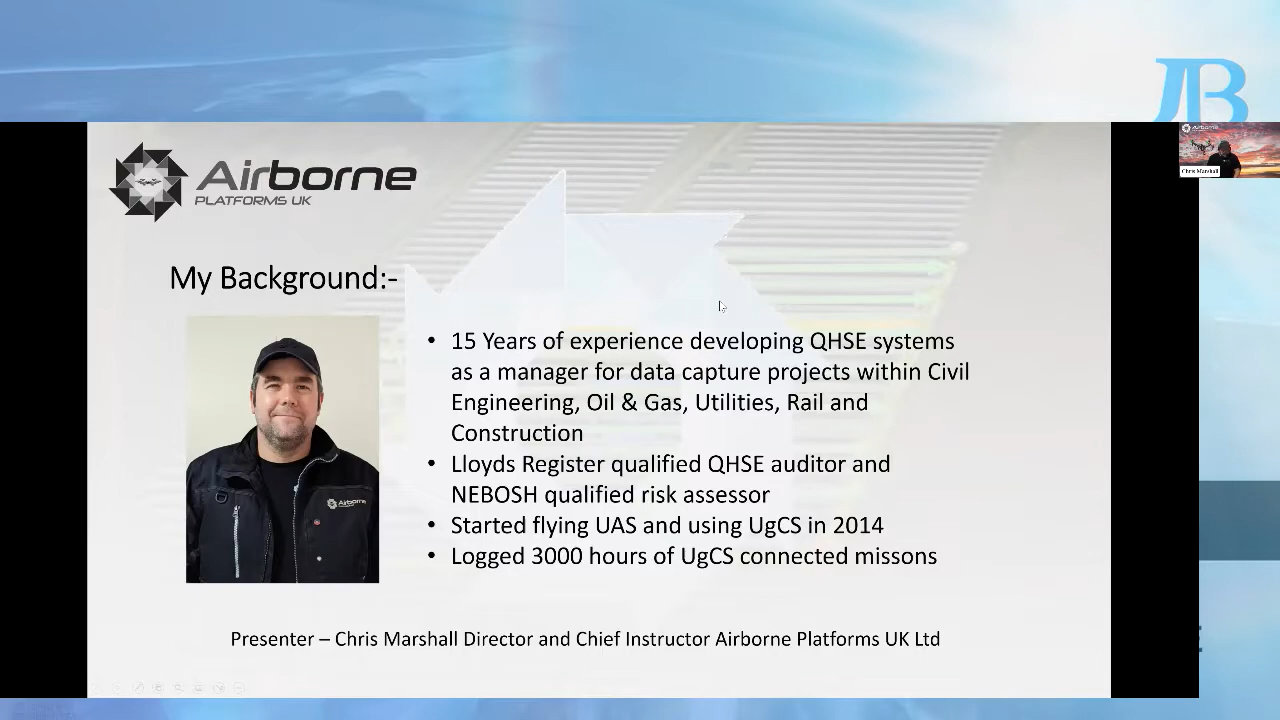 JB
Airborne
PLATFORMS UK
Chris Marshall
My Background:-
• 15 Years of experience developing QHSE systems
as a manager for data capture projects within Civil
Engineering, Oil & Gas, Utilities, Rail and
Construction
• Lloyds Register qualified QHSE auditor and
NEBOSH qualified risk assessor
• Started flying UAS and using UgCS in 2014
• Logged 3000 hours of UgCS connected missons
Airborne
Presenter – Chris Marshall Director and Chief Instructor Airborne Platforms UK Ltd